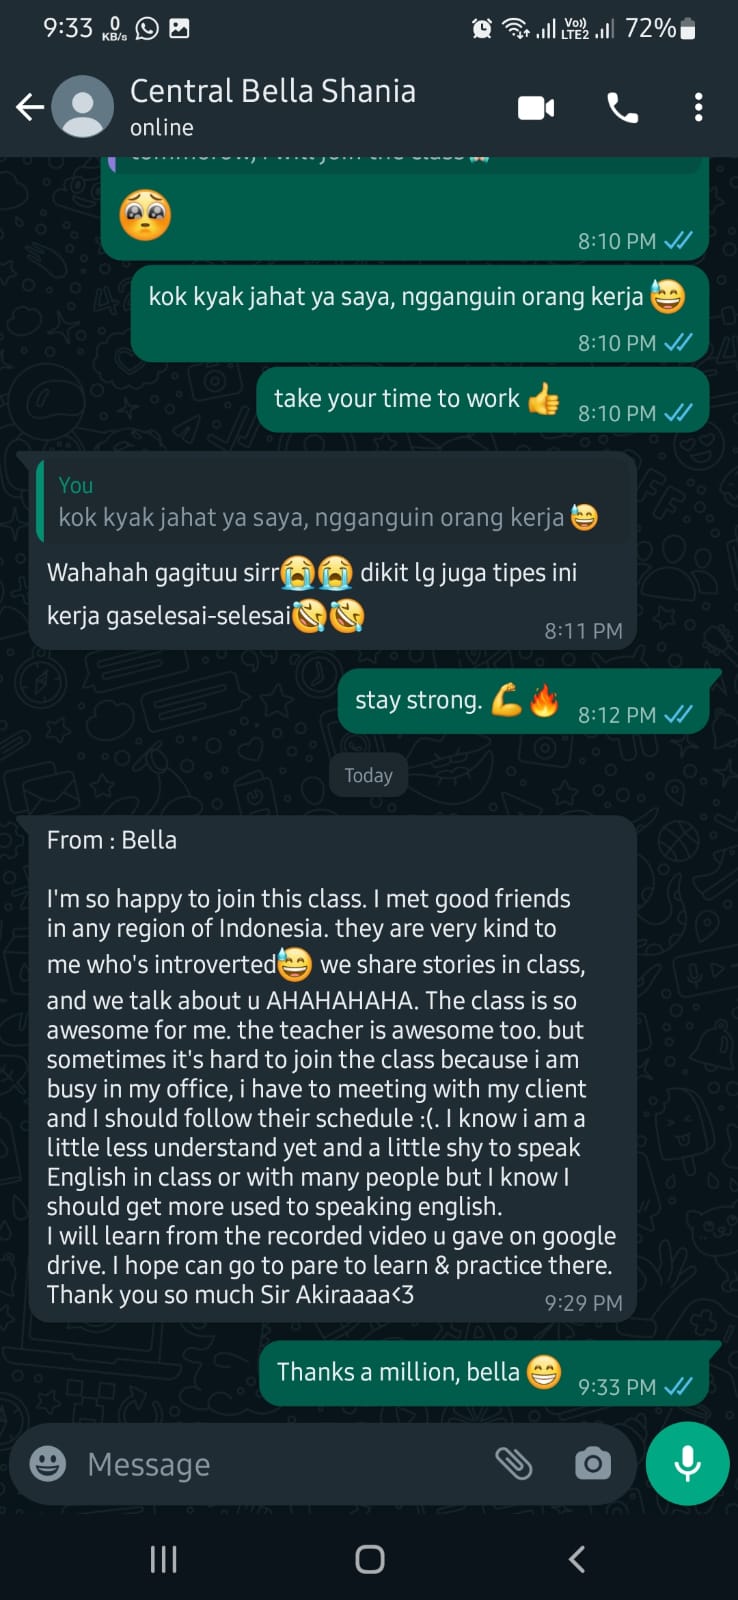 9:33 0 KB/s Vo)) LTE2 72%
Central Bella Shania
online
8:10 PM
kok kyak jahat ya saya, ngganguin orang kerja 😅
8:10 PM
take your time to work 👍 8:10 PM
You
kok kyak jahat ya saya, ngganguin orang kerja 😅
Wahahah gagituu sirr😭😭 dikit lg juga tipes ini
kerja gaselesai-selesai🤣🤣
8:11 PM
stay strong. 💪🔥 8:12 PM
Today
From : Bella
I'm so happy to join this class. I met good friends
in any region of Indonesia. they are very kind to
me who's introverted😅 we share stories in class,
and we talk about u AHAHAHAHA. The class is so
awesome for me. the teacher is awesome too. but
sometimes it's hard to join the class because i am
busy in my office, i have to meeting with my client
and I should follow their schedule :(. I know i am a
little less understand yet and a little shy to speak
English in class or with many people but I know I
should get more used to speaking english.
I will learn from the recorded video u gave on google
drive. I hope can go to pare to learn & practice there.
Thank you so much Sir Akiraaaa<3
9:29 PM
Thanks a million, bella 😁 9:33 PM
Message